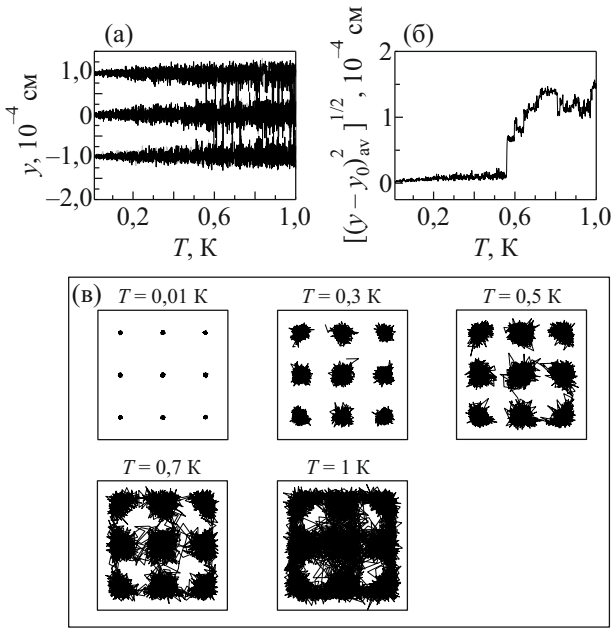 (а)
y, 10⁻⁴ см
1,0
0
–1,0
–2,0
0,2 0,6 1,0
T, К
(б)
[(y – y₀)²av]^1/2, 10⁻⁴ см
2
1
0
0,2 0,6 1,0
T, К
(в)
T = 0,01 К T = 0,3 К T = 0,5 К
T = 0,7 К T = 1 К